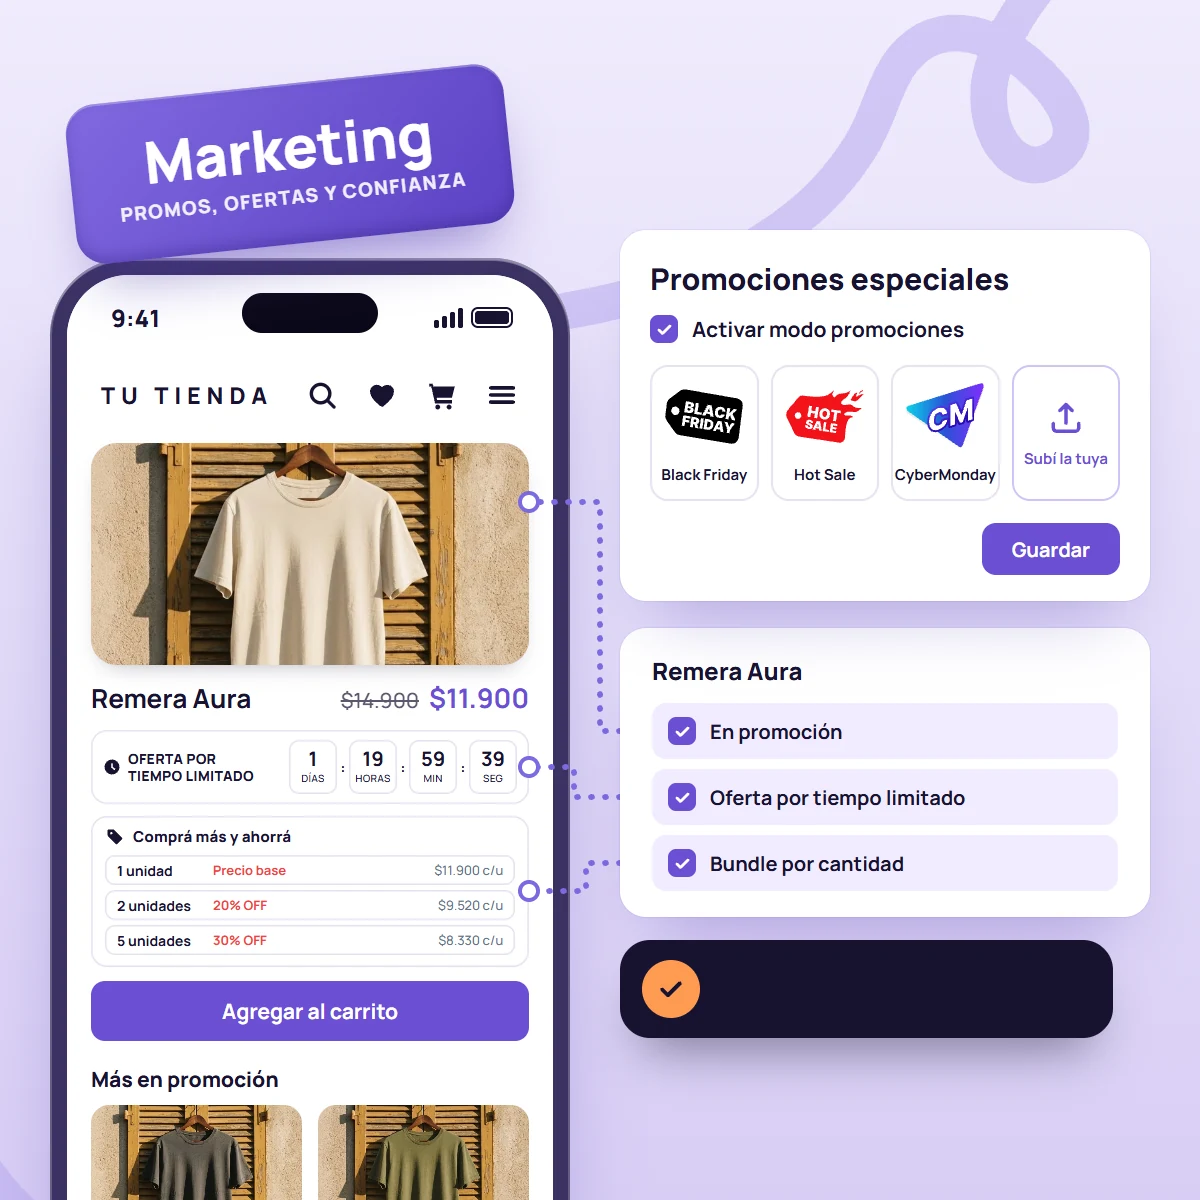 Marketing
PROMOS, OFERTAS Y CONFIANZA
9:41
TU TIENDA
Remera Aura
$14.900 $11.900
OFERTA POR
TIEMPO LIMITADO
1 : 19 : 59 : 39
DÍAS HORAS MIN SEG
Comprá más y ahorrá
1 unidad Precio base $11.900 c/u
2 unidades 20% OFF $9.520 c/u
5 unidades 30% OFF $8.330 c/u
Agregar al carrito
Más en promoción
Promociones especiales
Activar modo promociones
BLACK
FRIDAY
Black Friday
HOT
SALE
Hot Sale
CM
CyberMonday
Subí la tuya
Guardar
Remera Aura
En promoción
Oferta por tiempo limitado
Bundle por cantidad